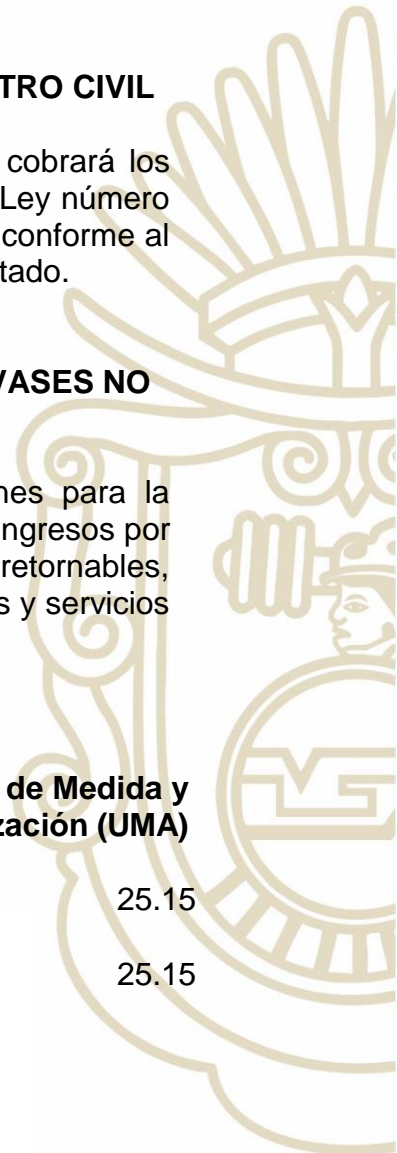 TRO CIVIL
cobrará los
Ley número
conforme al
tado.
VASES NO
nes para la
ingresos por
retornables,
s y servicios
de Medida y
zación (UMA)
25.15
25.15